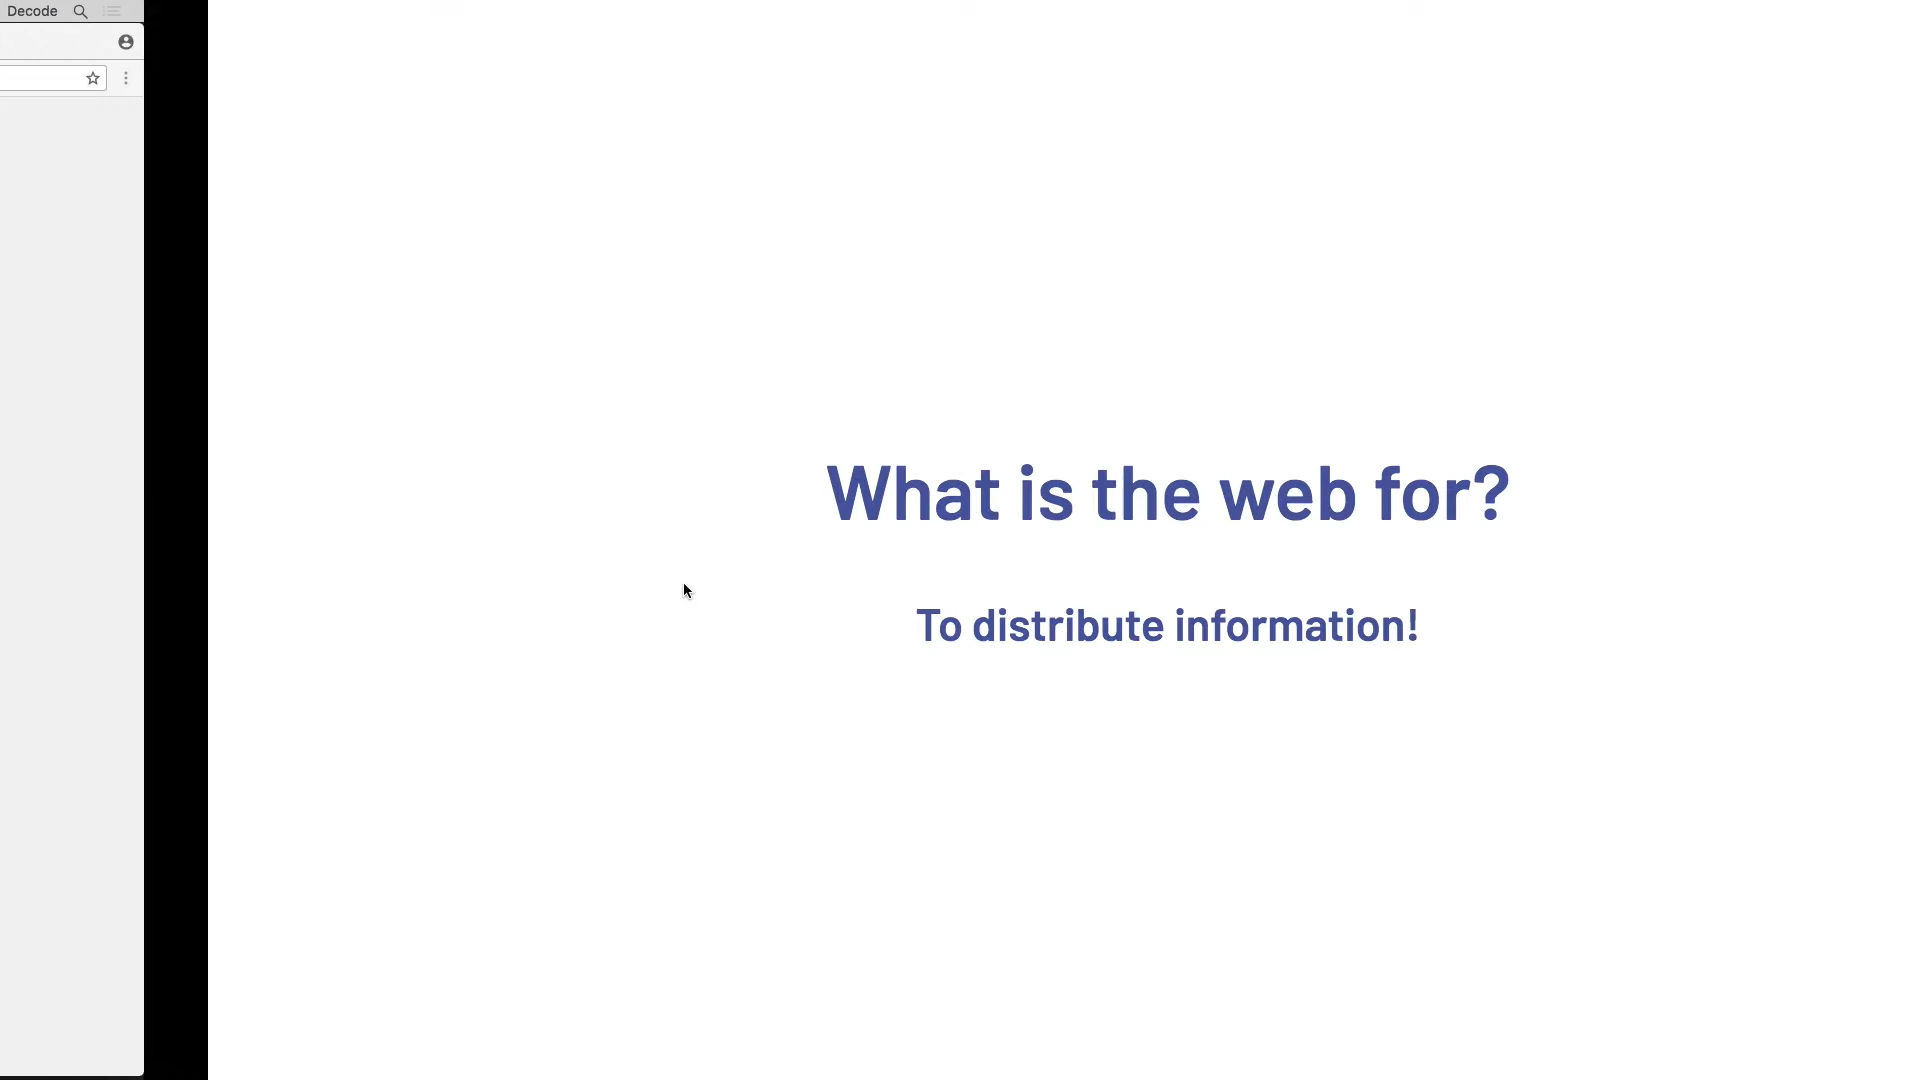 Decode
What is the web for?
To distribute information!